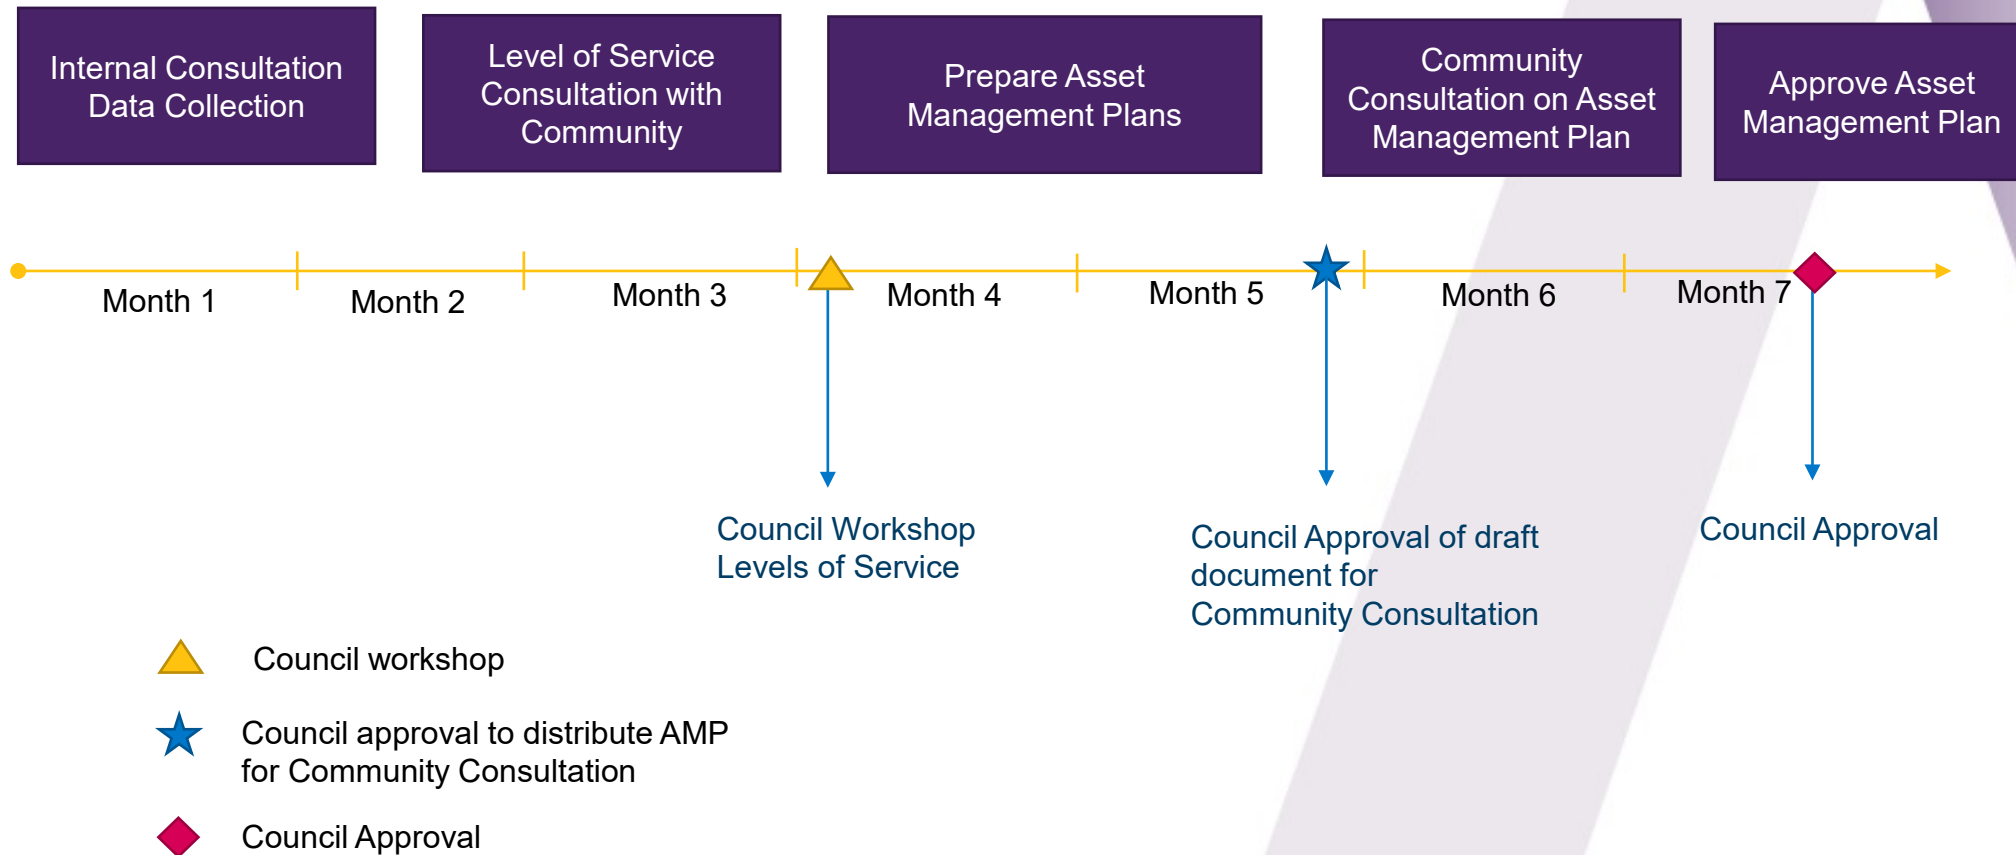 Internal Consultation
Data Collection
Level of Service
Consultation with
Community
Prepare Asset
Management Plans
Community
Consultation on Asset
Management Plan
Approve Asset
Management Plan
Month 1
Month 2
Month 3
Month 4
Month 5
Month 6
Month 7
Council Workshop
Levels of Service
Council Approval of draft
document for
Community Consultation
Council Approval
Council workshop
Council approval to distribute AMP
for Community Consultation
Council Approval